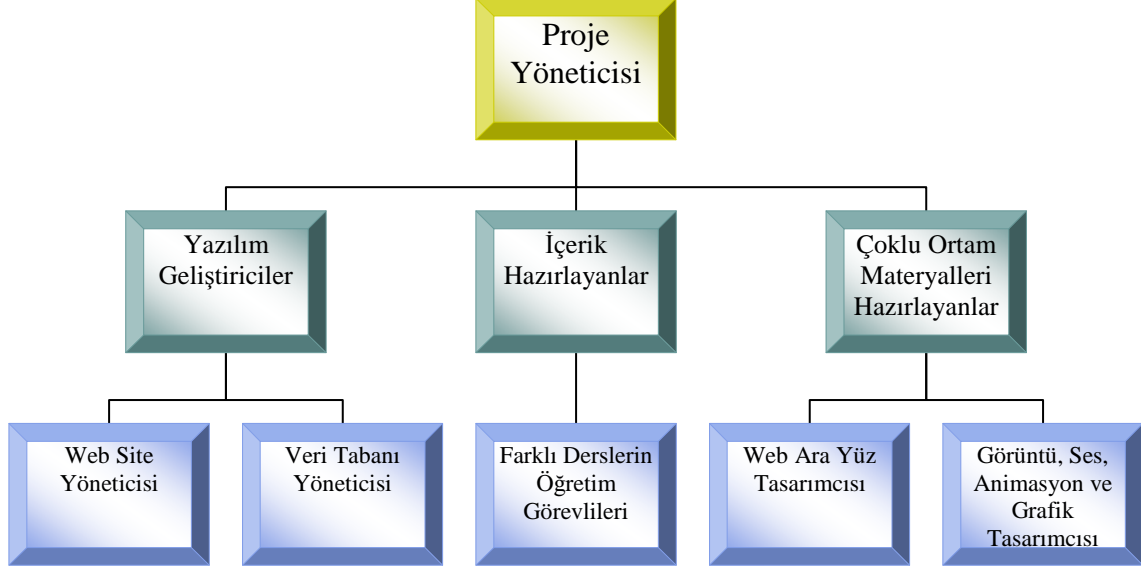 Proje
Yöneticisi
Yazılım
Geliştiriciler
İçerik
Hazırlayanlar
Çoklu Ortam
Materyalleri
Hazırlayanlar
Web Site
Yöneticisi
Veri Tabanı
Yöneticisi
Farklı Derslerin
Öğretim
Görevlileri
Web Ara Yüz
Tasarımcısı
Görüntü, Ses,
Animasyon ve
Grafik
Tasarımcısı